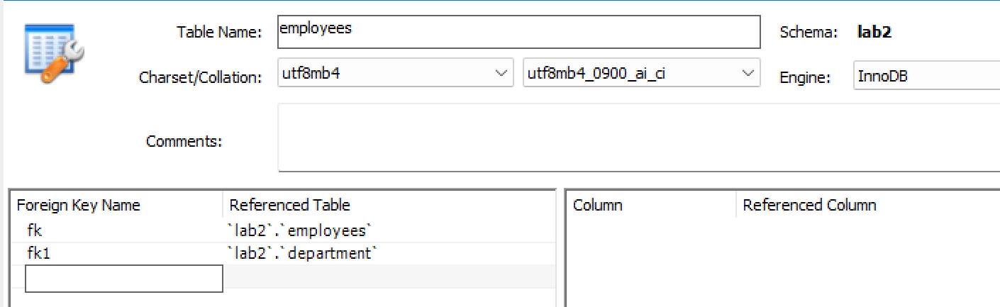 Table Name: employees Schema: lab2
Charset/Collation: utf8mb4 utf8mb4_0900_ai_ci Engine: InnoDB
Comments:
Foreign Key Name Referenced Table Column Referenced Column
fk `lab2`.`employees`
fk1 `lab2`.`department`